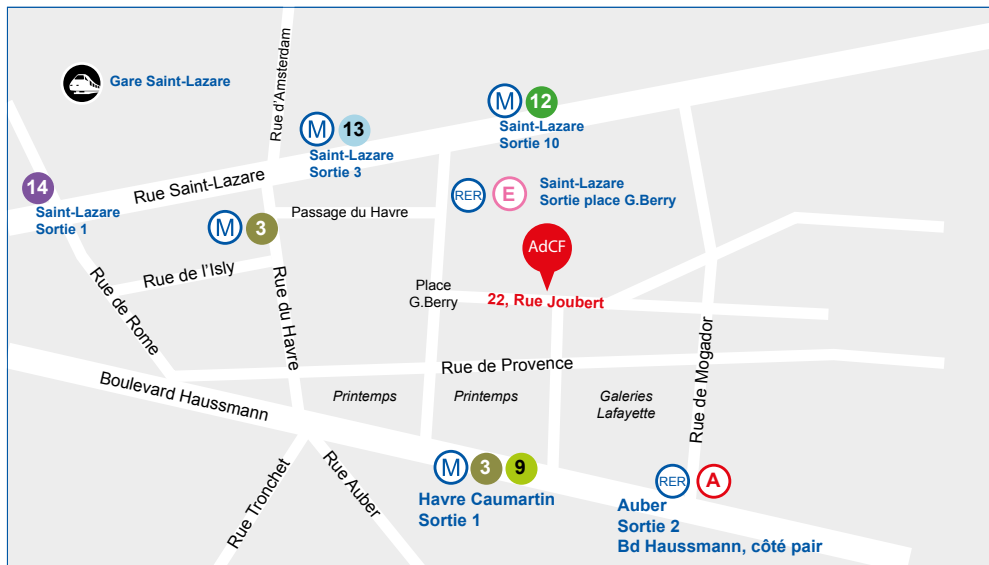 Gare Saint-Lazare
Rue d'Amsterdam
M 13
Saint-Lazare
Sortie 3
M 12
Saint-Lazare
Sortie 10
14
Saint-Lazare
Sortie 1
Rue Saint-Lazare
RER E
Saint-Lazare
Sortie place G.Berry
Passage du Havre
M 3
AdCF
22, Rue Joubert
Rue de l'Isly
Place
G.Berry
Rue de Rome
Rue du Havre
Rue de Mogador
Rue de Provence
Boulevard Haussmann
Printemps
Printemps
Galeries
Lafayette
Rue Tronchet
Rue Auber
M 3 9
Havre Caumartin
Sortie 1
RER A
Auber
Sortie 2
Bd Haussmann, côté pair